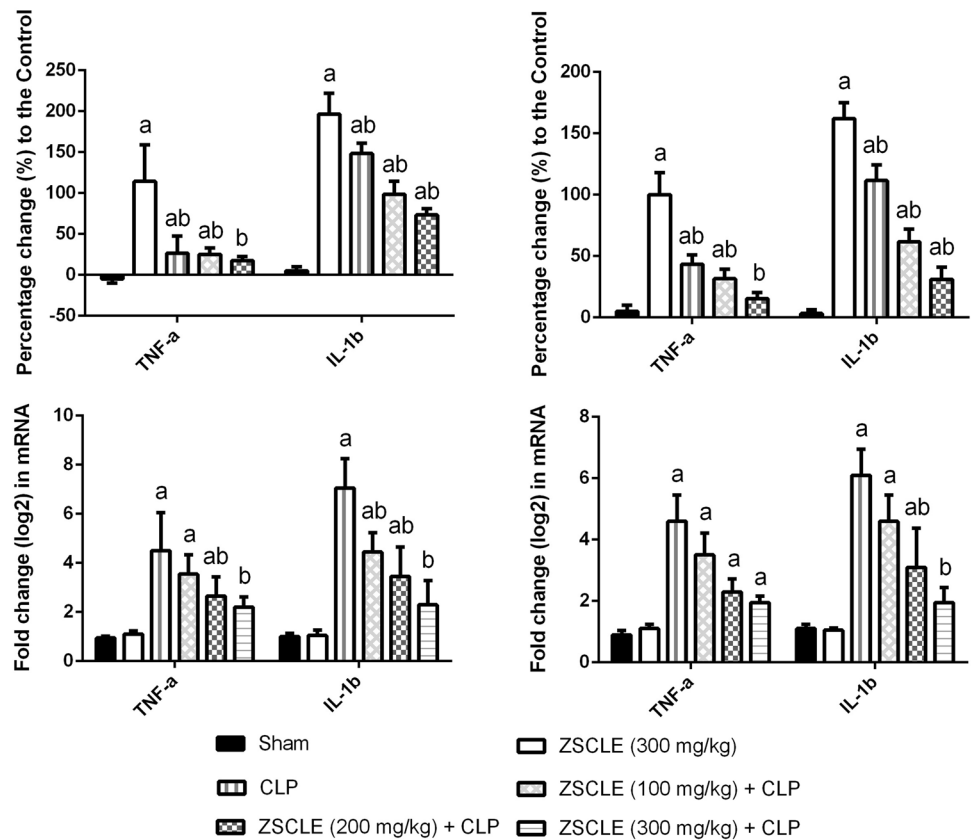 Percentage change (%) to the Control
250
200
150
100
50
0
-50
a
ab
ab
b
a
ab
ab
ab
TNF-a
IL-1b
Percentage change (%) to the Control
200
150
100
50
0
a
ab
ab
b
a
ab
ab
ab
TNF-a
IL-1b
Fold change (log2) in mRNA
10
8
6
4
2
0
a
a
ab
b
a
ab
ab
b
TNF-a
IL-1b
Fold change (log2) in mRNA
8
6
4
2
0
a
a
a
a
a
a
ab
b
TNF-a
IL-1b
Sham
ZSCLE (300 mg/kg)
CLP
ZSCLE (100 mg/kg) + CLP
ZSCLE (200 mg/kg) + CLP
ZSCLE (300 mg/kg) + CLP